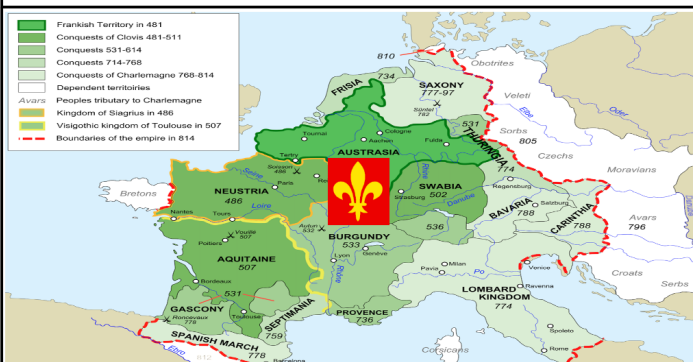 Frankish Territory in 481
Conquests of Clovis 481-511
Conquests 531-614
Conquests 714-768
Conquests of Charlemagne 768-814
Dependent territoiries
Avars Peoples tributary to Charlemagne
Kingdom of Siagrius in 486
Visigothic kingdom of Toulouse in 507
Boundaries of the empire in 814
810
Obotrites
734
FRISIA
SAXONY
777-97
Süntel
782
Veleti
Elbe
Oder
Sorbs
805
531
THURINGIA
774
Tournai
Cologne
Aachen
Fulda
AUSTRASIA
Czechs
Moravians
Tertry
Soissons
486
Seine
Paris
Re
NEUSTRIA
486
Loire
Bretons
Nantes
Tours
Rhine
Strasburg
SWABIA
502
Danube
Regensburg
BAVARIA
788
Salzburg
CARINTHIA
788
Avars
796
Danube
Autun
532
Vouillé
507
Poitiers
BURGUNDY
533
536
Lyon
Genève
AQUITAINE
507
Bordeaux
Rhône
Milan
Pavia
Po
Venice
Ravenna
LOMBARD
KINGDOM
774
Croats
Serbs
531
GASCONY
Roncevaux
778
Toulouse
SEPTIMANIA
759
PROVENCE
736
SPANISH MARCH
778
Ebro
812
Barcelona
Corsicans
Spoleto
Rome